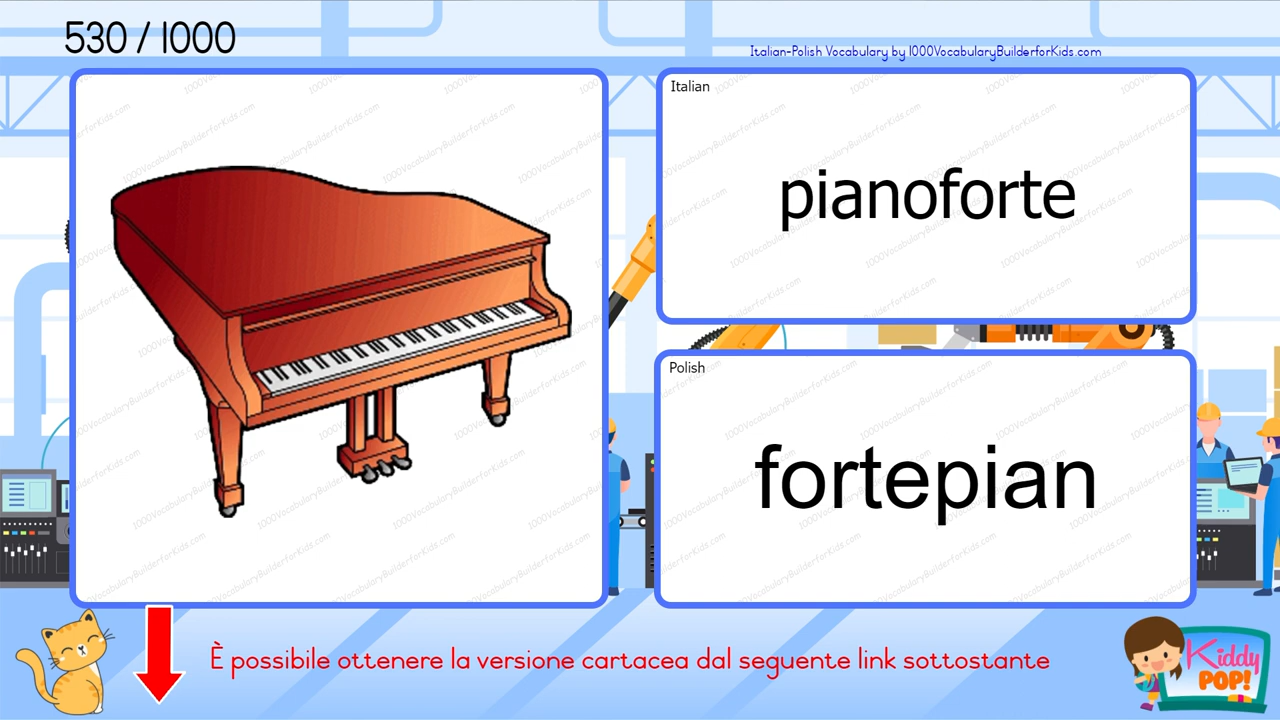 530 / 1000
Italian-Polish Vocabulary by 1000VocabularyBuilderforKids.com
Italian
pianoforte
Polish
fortepian
È possibile ottenere la versione cartacea dal seguente link sottostante
Kiddy
POP!